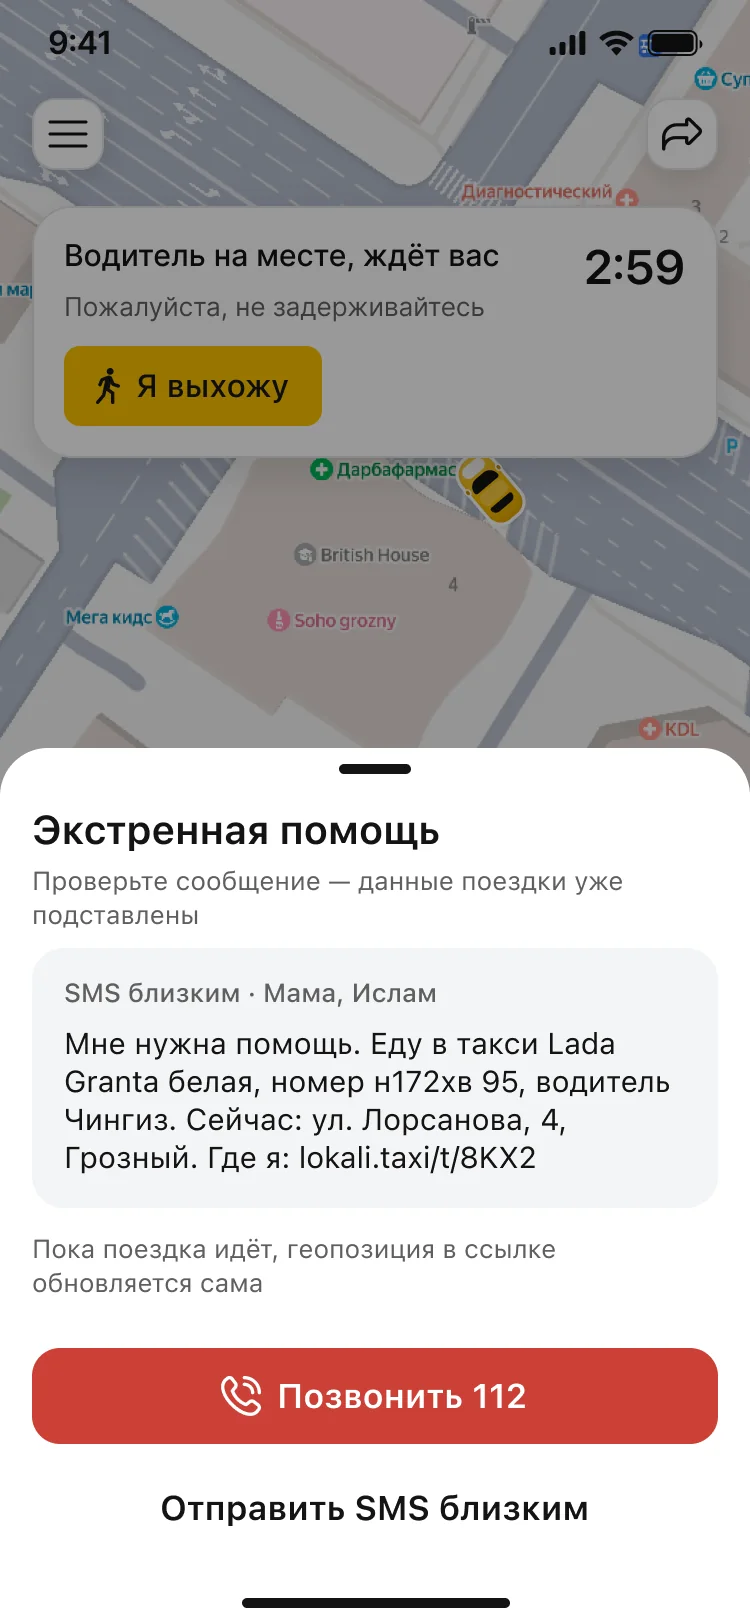 9:41
Суп
Диагностический
3
2
Водитель на месте, ждёт вас
2:59
Пожалуйста, не задерживайтесь
Я выхожу
P
Дарбафармас
British House
4
Мега кидс
Soho grozny
KDL
Экстренная помощь
Проверьте сообщение — данные поездки уже
подставлены
SMS близким · Мама, Ислам
Мне нужна помощь. Еду в такси Lada
Granta белая, номер н172хв 95, водитель
Чингиз. Сейчас: ул. Лорсанова, 4,
Грозный. Где я: lokali.taxi/t/8KX2
Пока поездка идёт, геопозиция в ссылке
обновляется сама
Позвонить 112
Отправить SMS близким